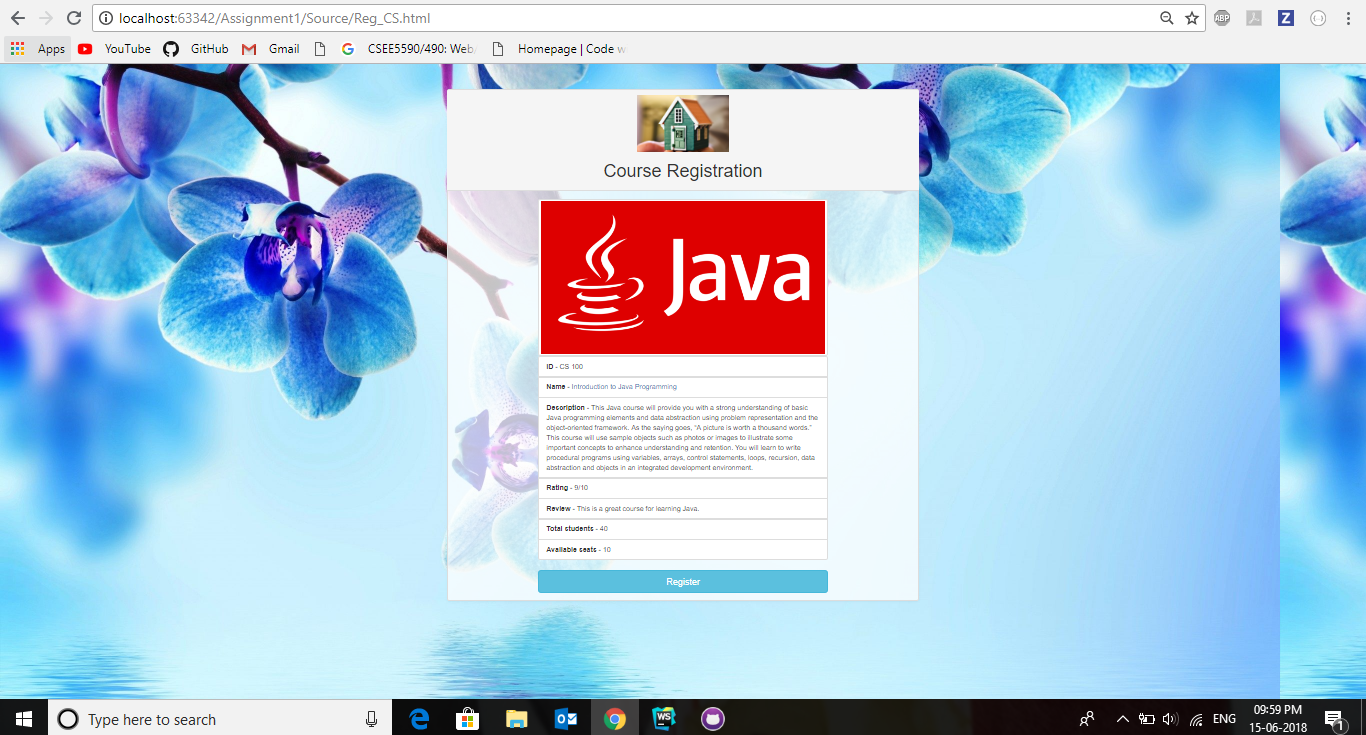 localhost:63342/Assignment1/Source/Reg_CS.html
ABP
Z
Apps
YouTube
GitHub
Gmail
CSEE5590/490: Web
Homepage | Code w
Course Registration
Java
ID - CS 100
Name - Introduction to Java Programming
Description - This Java course will provide you with a strong understanding of basic
Java programming elements and data abstraction using problem representation and the
object-oriented framework. As the saying goes, “A picture is worth a thousand words.”
This course will use sample objects such as photos or images to illustrate some
important concepts to enhance understanding and retention. You will learn to write
procedural programs using variables, arrays, control statements, loops, recursion, data
abstraction and objects in an integrated development environment.
Rating - 9/10
Review - This is a great course for learning Java.
Total students - 40
Available seats - 10
Register
Type here to search
WS
ENG
09:59 PM
15-06-2018
1